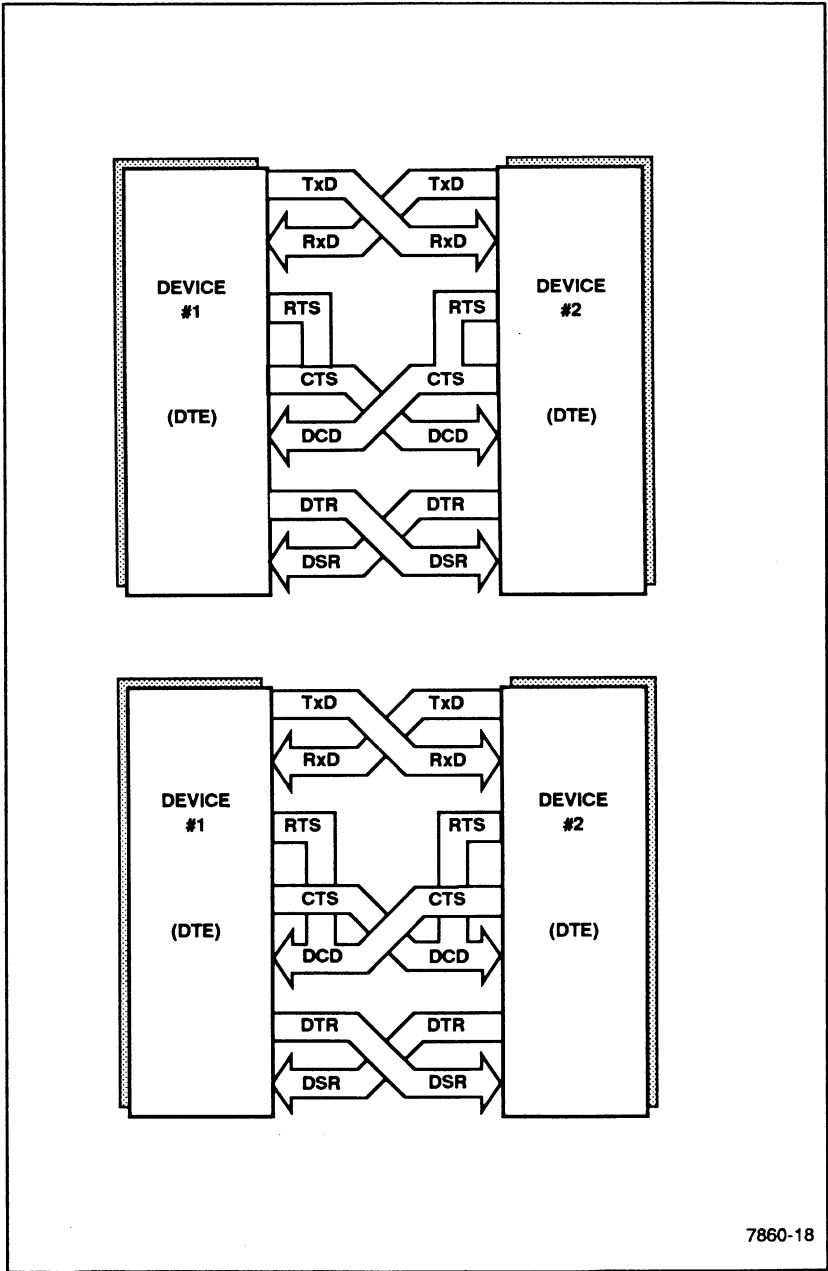 TxD TxD
RxD RxD
DEVICE
#1
DEVICE
#2
RTS RTS
CTS CTS
(DTE) (DTE)
DCD DCD
DTR DTR
DSR DSR
TxD TxD
RxD RxD
DEVICE
#1
DEVICE
#2
RTS RTS
CTS CTS
(DTE) (DTE)
DCD DCD
DTR DTR
DSR DSR
7860-18